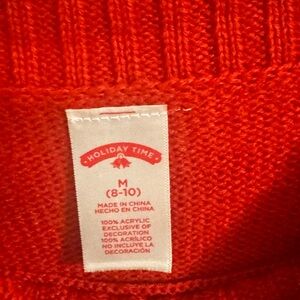 · HOLIDAY TIME ·
M
(8-10)
MADE IN CHINA
HECHO EN CHINA
100% ACRYLIC
EXCLUSIVE OF
DECORATION
100% ACRÍLICO
NO INCLUYE LA
DECORACIÓN